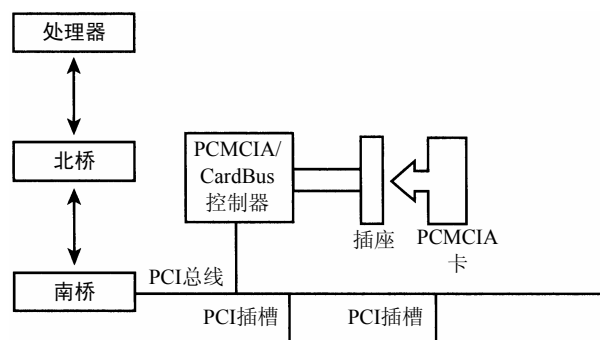 处理器
北桥
PCMCIA/
CardBus
控制器
插座
PCMCIA
卡
南桥
PCI总线
PCI插槽
PCI插槽